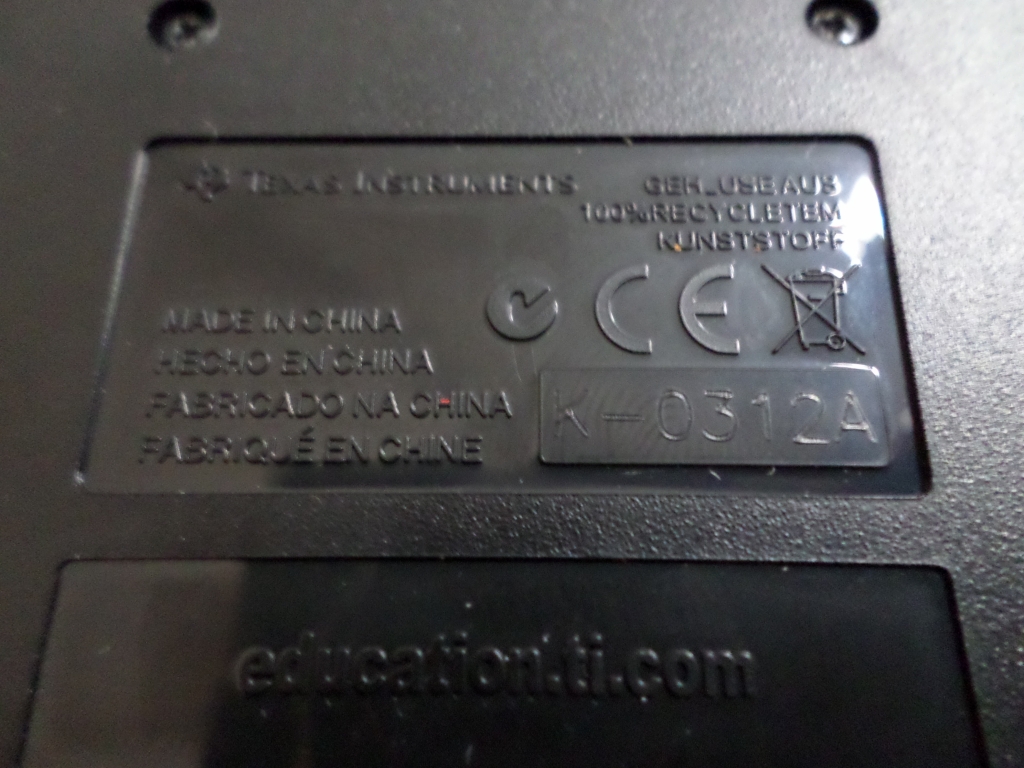 TEXAS INSTRUMENTS
GEH_USE AUS
100%RECYCLETEM
KUNSTSTOFF
MADE IN CHINA
HECHO EN CHINA
FABRICADO NA CHINA
FABRIQUÉ EN CHINE
CE
K-0312A
education.ti.com